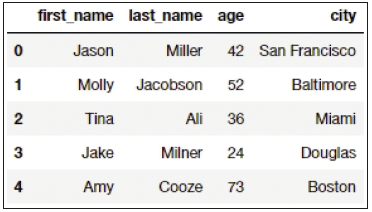 first_name last_name age city
0 Jason Miller 42 San Francisco
1 Molly Jacobson 52 Baltimore
2 Tina Ali 36 Miami
3 Jake Milner 24 Douglas
4 Amy Cooze 73 Boston